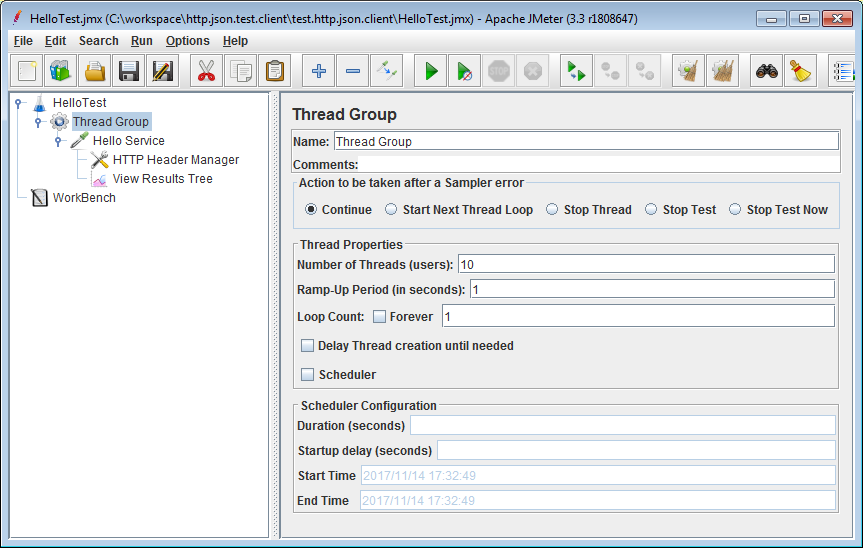 HelloTest.jmx (C:\workspace\http.json.test.client\test.http.json.client\HelloTest.jmx) - Apache JMeter (3.3 r1808647)
File Edit Search Run Options Help
STOP
HelloTest
Thread Group
Hello Service
HTTP Header Manager
View Results Tree
WorkBench
Thread Group
Name: Thread Group
Comments:
Action to be taken after a Sampler error
Continue Start Next Thread Loop Stop Thread Stop Test Stop Test Now
Thread Properties
Number of Threads (users): 10
Ramp-Up Period (in seconds): 1
Loop Count: Forever 1
Delay Thread creation until needed
Scheduler
Scheduler Configuration
Duration (seconds)
Startup delay (seconds)
Start Time 2017/11/14 17:32:49
End Time 2017/11/14 17:32:49